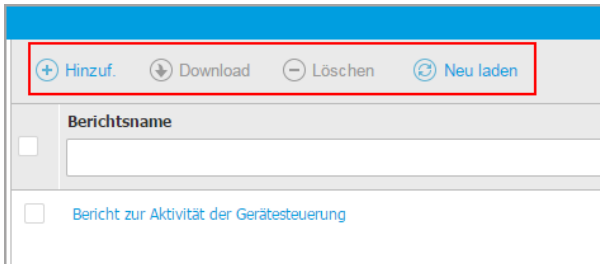 Hinzuf. Download Löschen Neu laden
Berichtsname
Bericht zur Aktivität der Gerätesteuerung